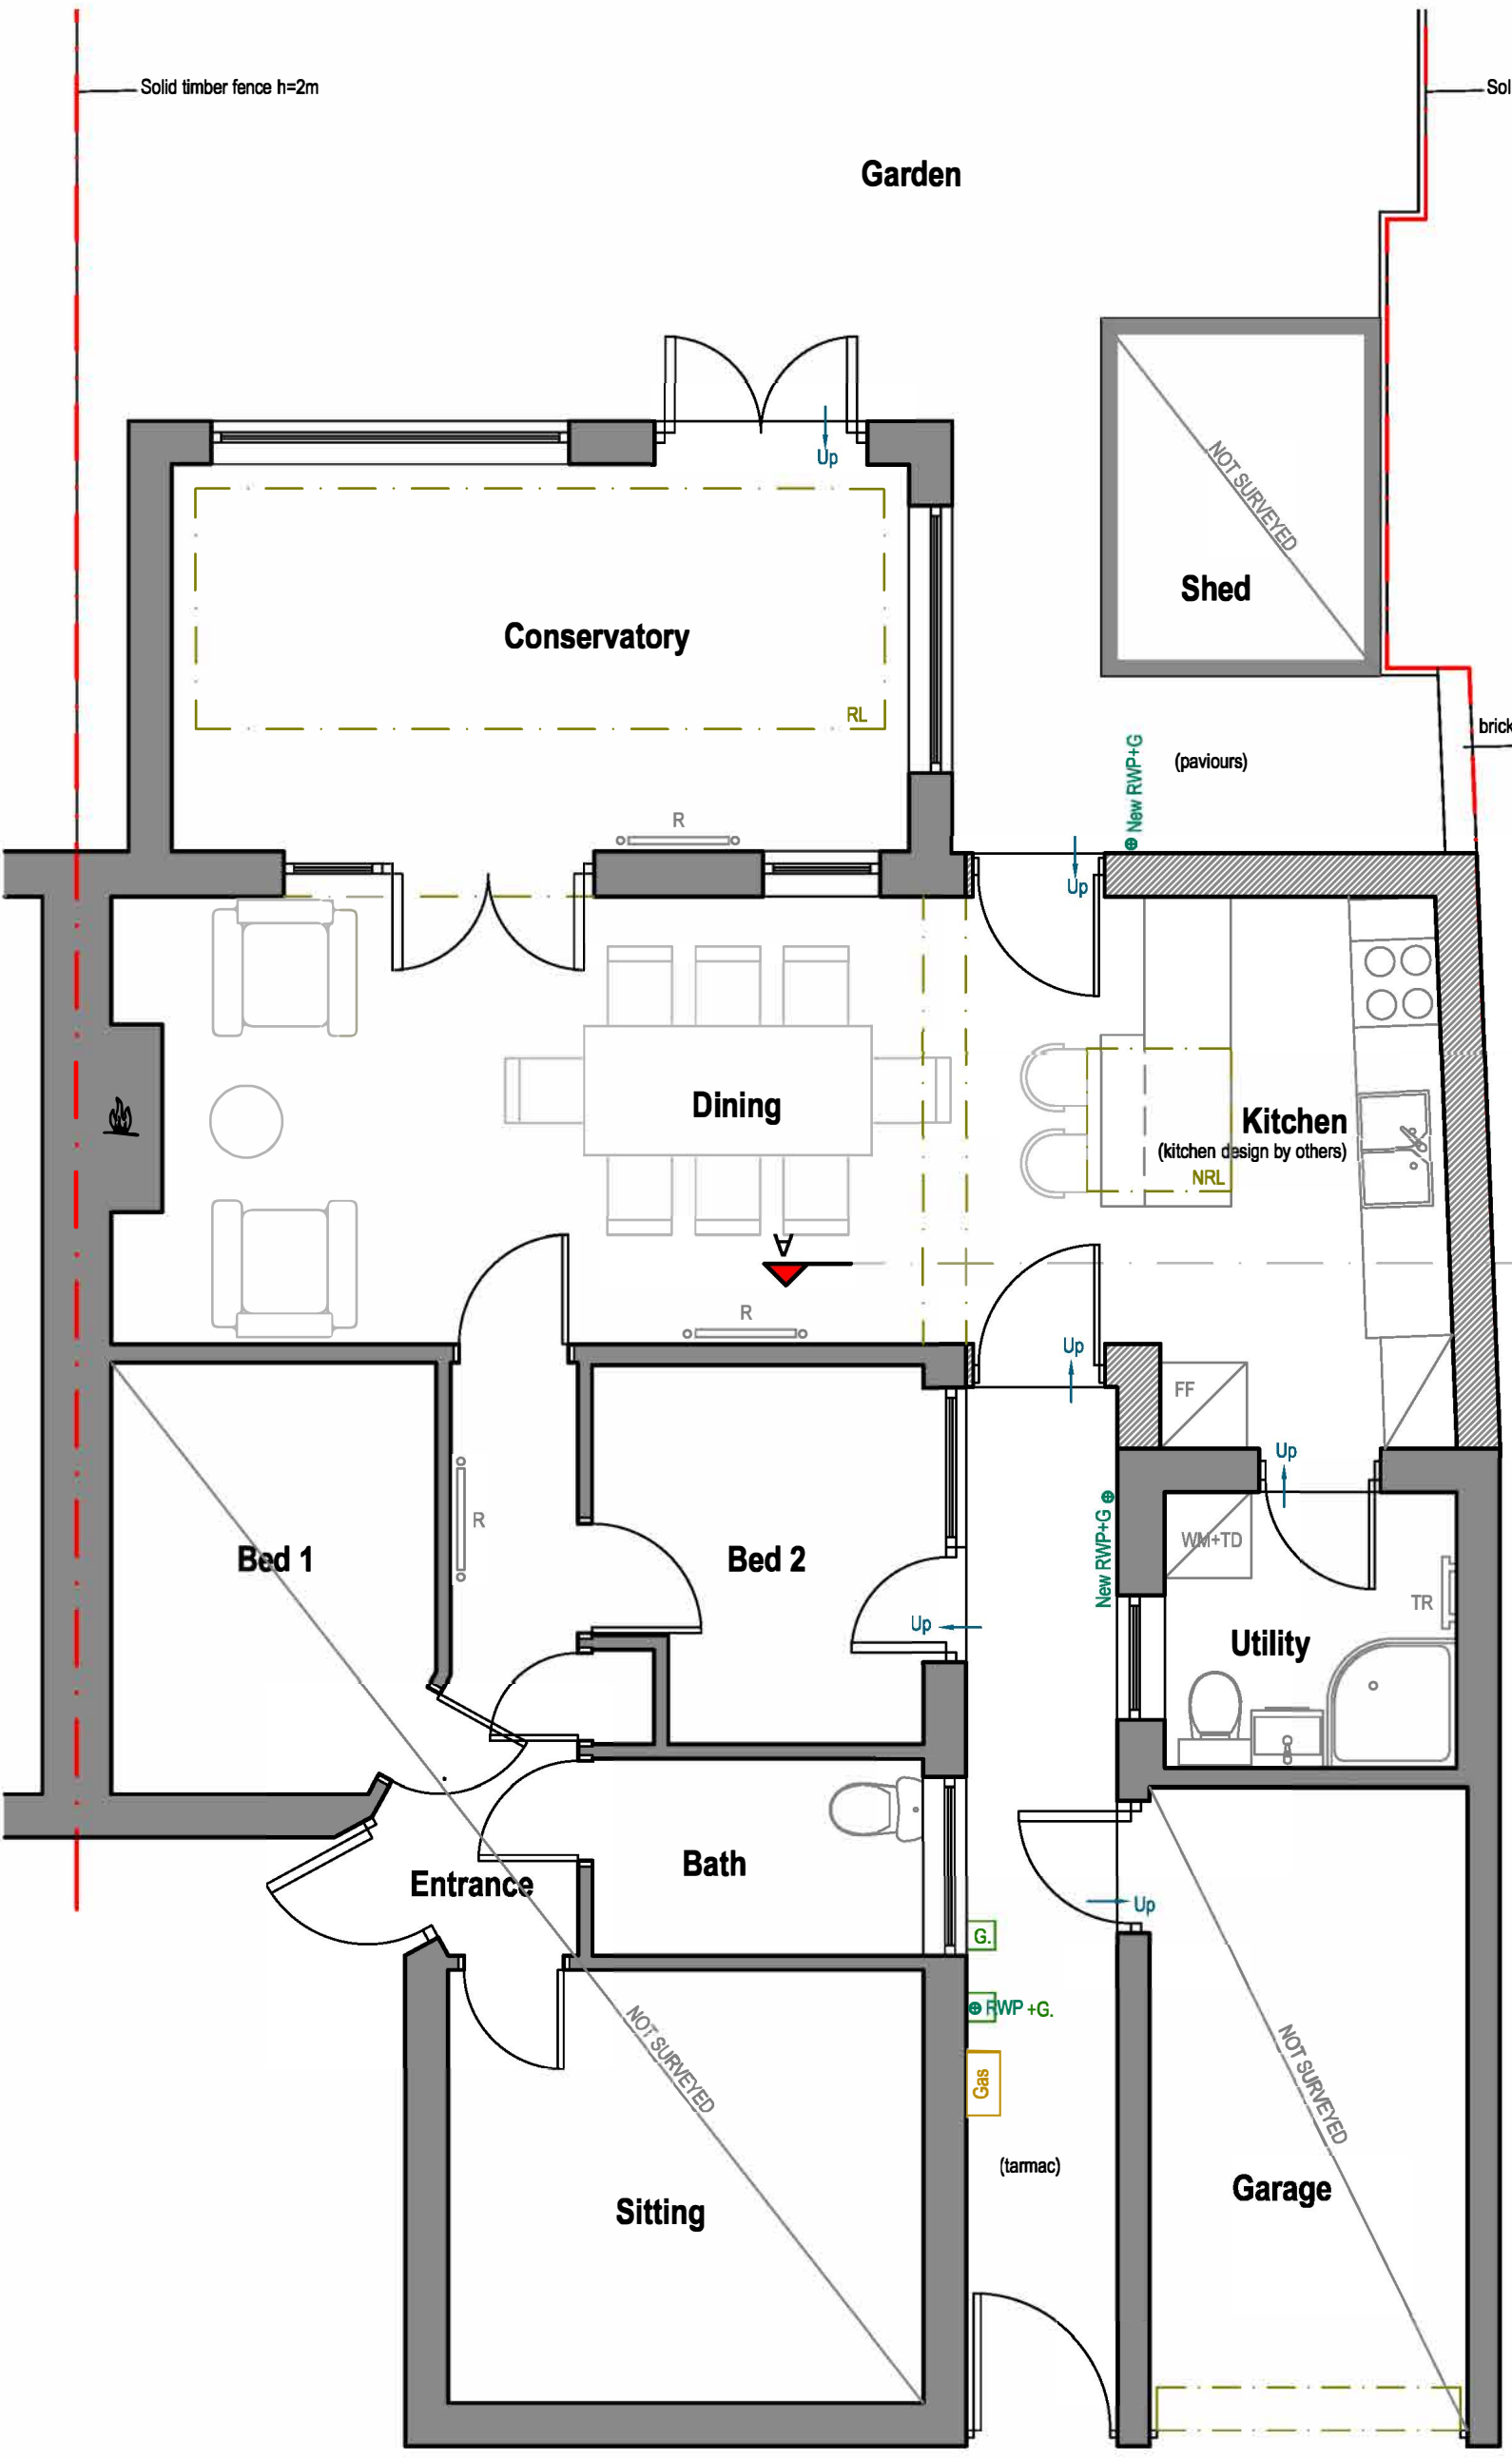 Solid timber fence h=2m
Sol
Garden
Up
NOT SURVEYED
Shed
Conservatory
RL
brick
(paviours)
New RWP+G
R
Up
Dining
Kitchen
(kitchen design by others)
NRL
A
R
Up
FF
Up
R
Bed 1
Bed 2
New RWP+G
WM+TD
TR
Up
Utility
Bath
Entrance
Up
G.
RWP +G.
NOT SURVEYED
NOT SURVEYED
Gas
(tarmac)
Garage
Sitting